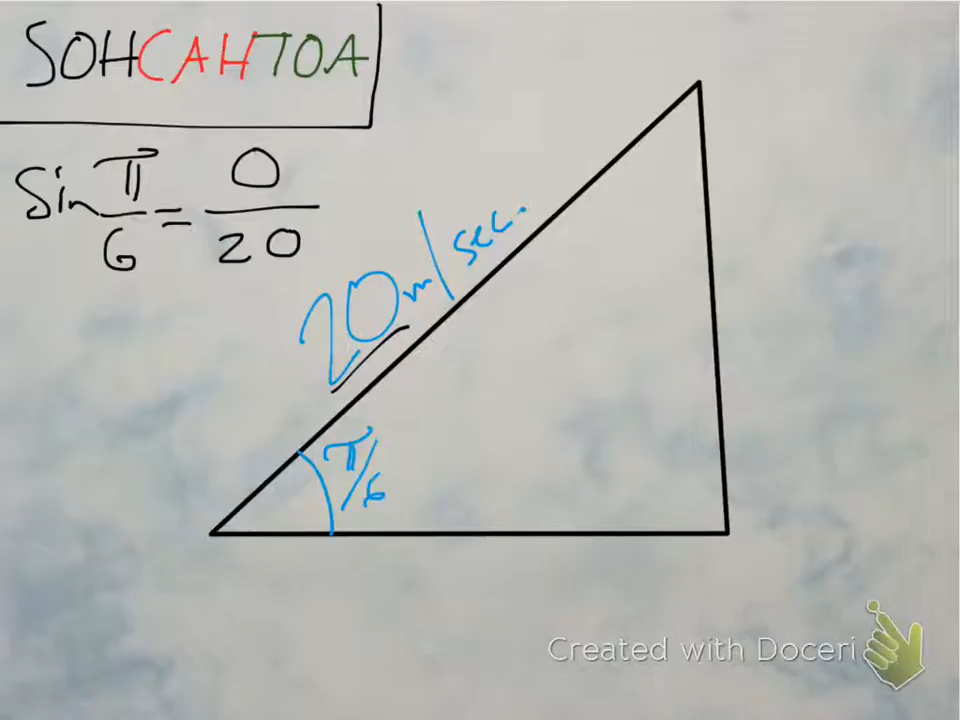 SOHCAHTOA
sin π/6 = O/20
20m/sec.
π/6
Created with Doceri